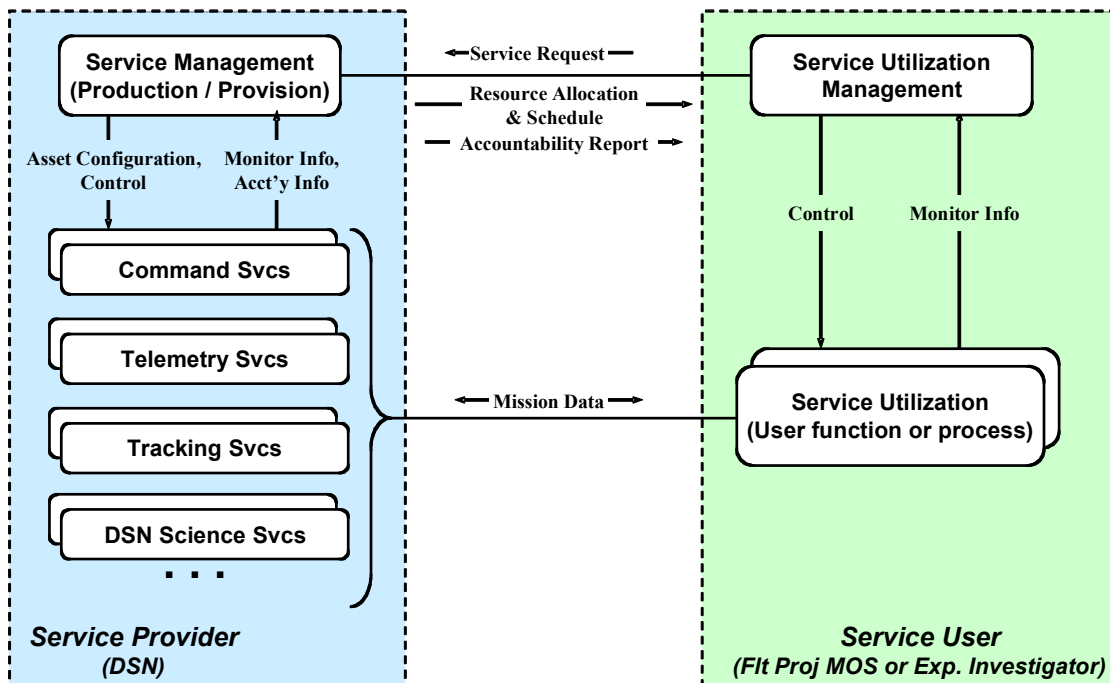 Service Management
(Production / Provision)
Service Request
Service Utilization
Management
Resource Allocation
& Schedule
Accountability Report
Asset Configuration,
Control
Monitor Info,
Acct'y Info
Control
Monitor Info
Command Svcs
Telemetry Svcs
Tracking Svcs
DSN Science Svcs
. . .
Mission Data
Service Utilization
(User function or process)
Service Provider
(DSN)
Service User
(Flt Proj MOS or Exp. Investigator)